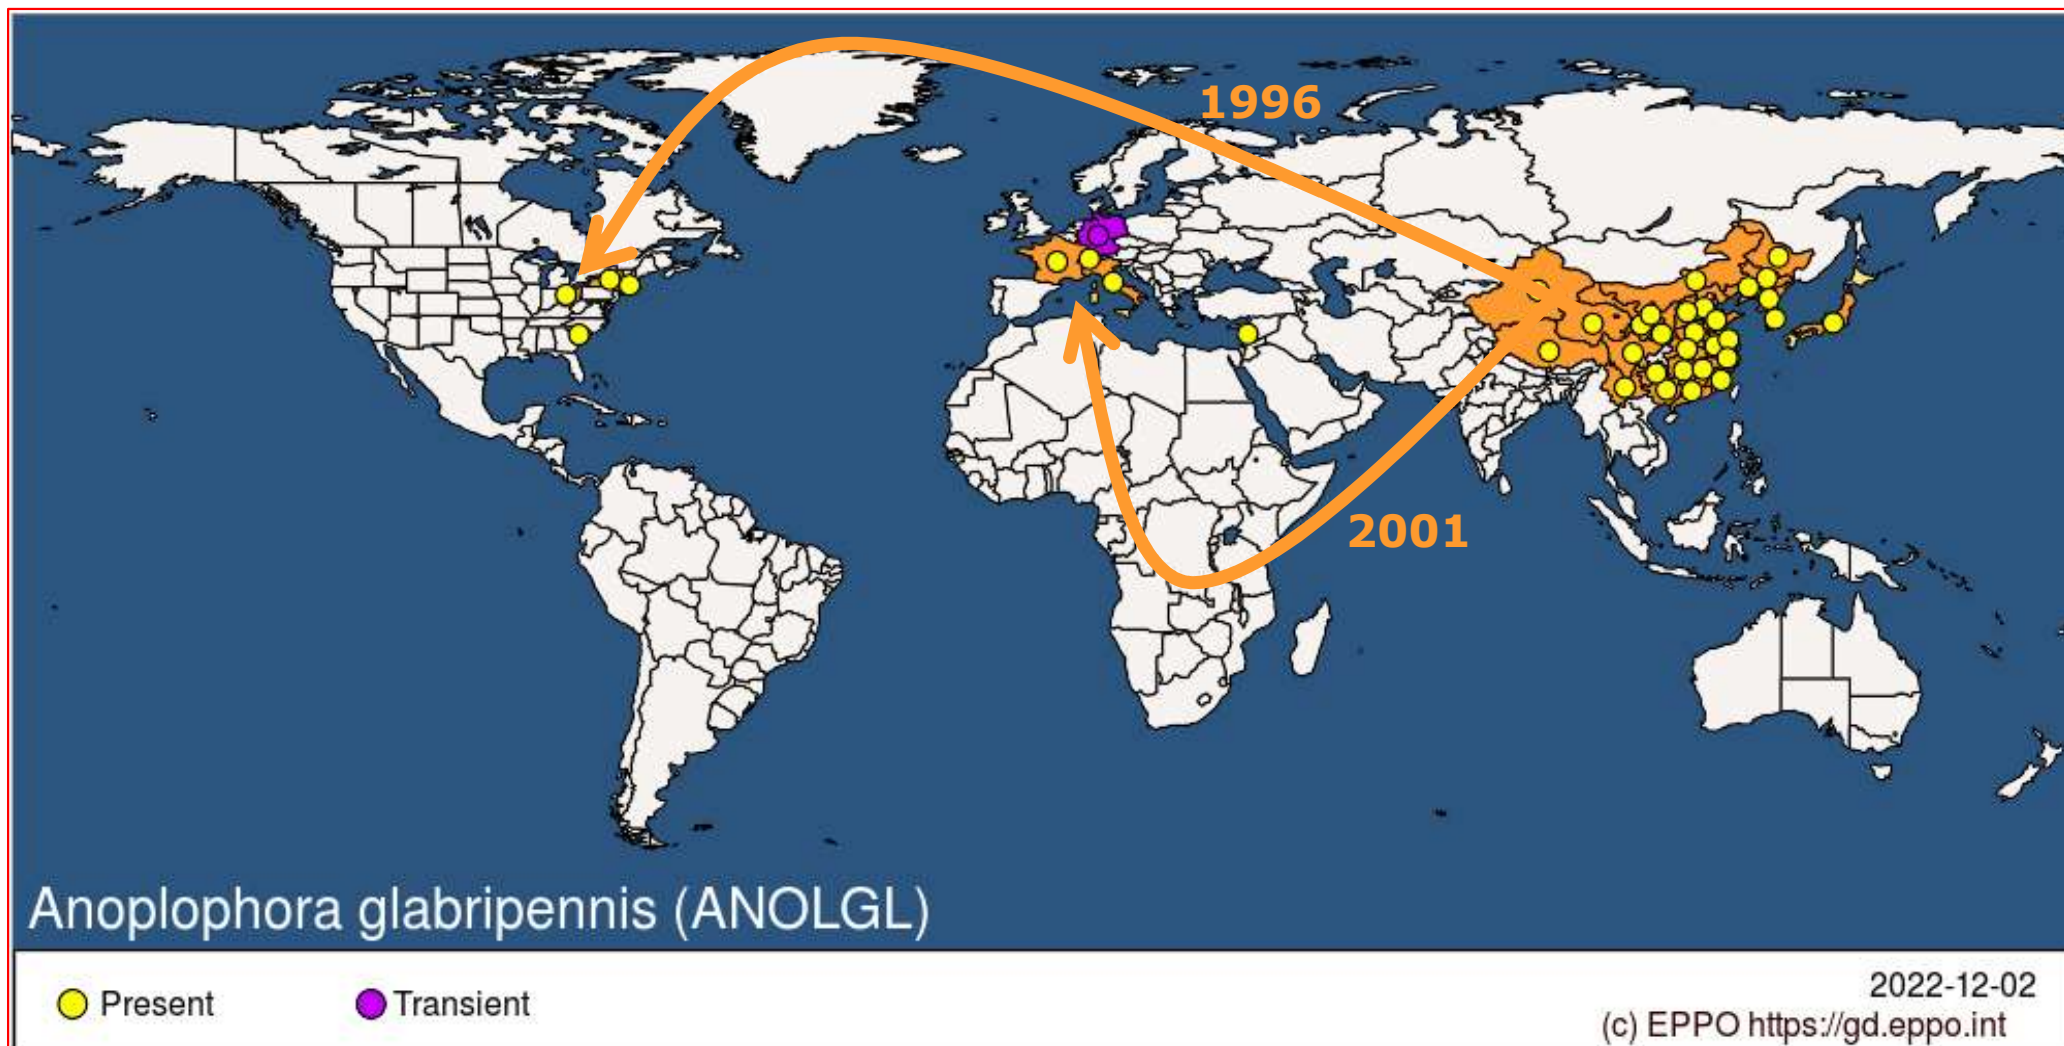 1996
2001
Anoplophora glabripennis (ANOLGL)
Present
Transient
2022-12-02
(c) EPPO https://gd.eppo.int